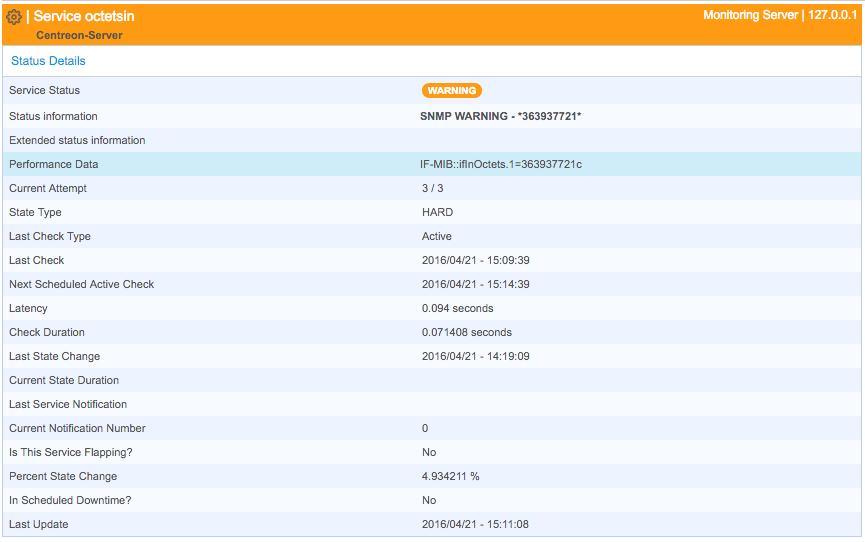 | Service octetsin Monitoring Server | 127.0.0.1
Centreon-Server
Status Details
Service Status WARNING
Status information SNMP WARNING - *363937721*
Extended status information
Performance Data IF-MIB::ifInOctets.1=363937721c
Current Attempt 3 / 3
State Type HARD
Last Check Type Active
Last Check 2016/04/21 - 15:09:39
Next Scheduled Active Check 2016/04/21 - 15:14:39
Latency 0.094 seconds
Check Duration 0.071408 seconds
Last State Change 2016/04/21 - 14:19:09
Current State Duration
Last Service Notification
Current Notification Number 0
Is This Service Flapping? No
Percent State Change 4.934211 %
In Scheduled Downtime? No
Last Update 2016/04/21 - 15:11:08